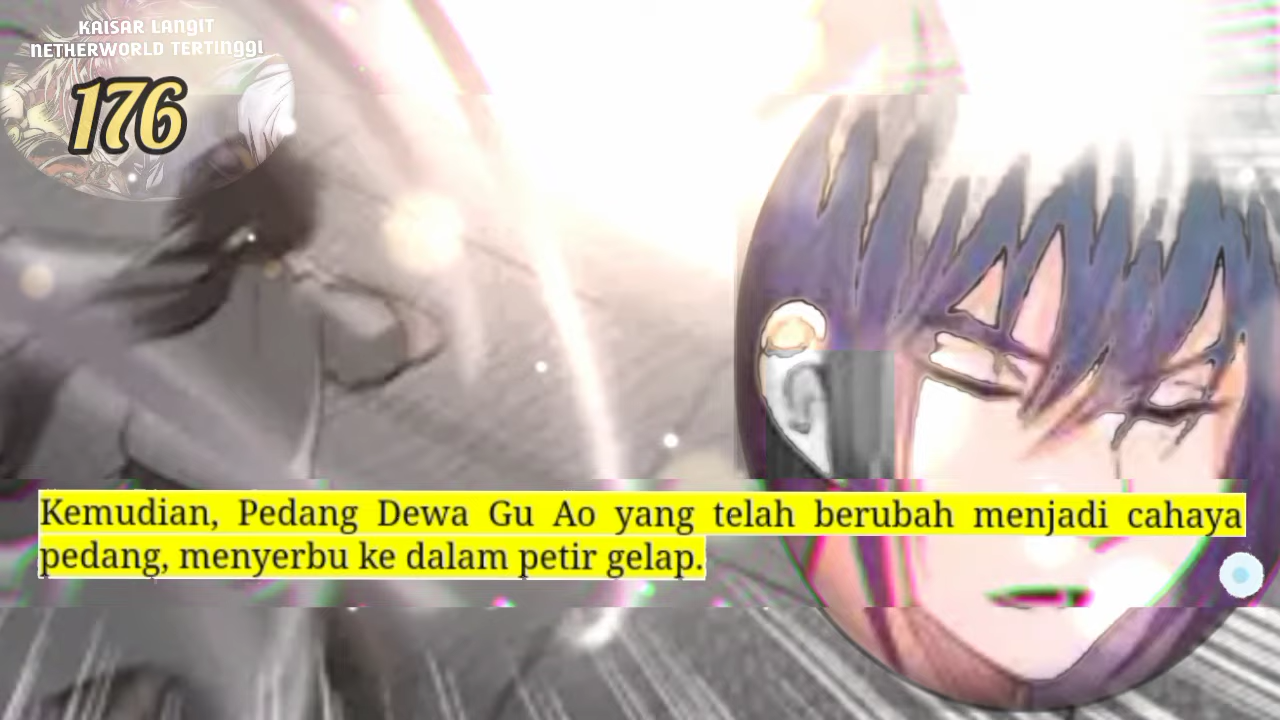 KAISAR LANGIT
NETHERWORLD TERTINGGI
176
Kemudian, Pedang Dewa Gu Ao yang telah berubah menjadi cahaya
pedang, menyerbu ke dalam petir gelap.